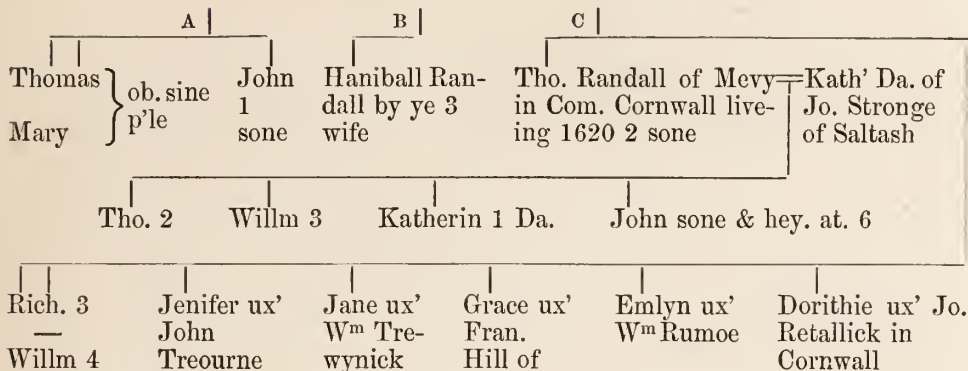 A B C
Thomas } ob. sine John Haniball Ran- Tho. Randall of Mevy=Kath' Da. of
p'le 1 dall by ye 3 in Com. Cornwall live- Jo. Stronge
Mary sone wife ing 1620 2 sone of Saltash
Tho. 2 Willm 3 Katherin 1 Da. John sone & hey. at. 6
Rich. 3 Jenifer ux' Jane ux' Grace ux' Emlyn ux' Dorithie ux' Jo.
— John Wᵐ Tre- Fran. Wᵐ Rumoe Retallick in
Willm 4 Treourne wynick Hill of Cornwall